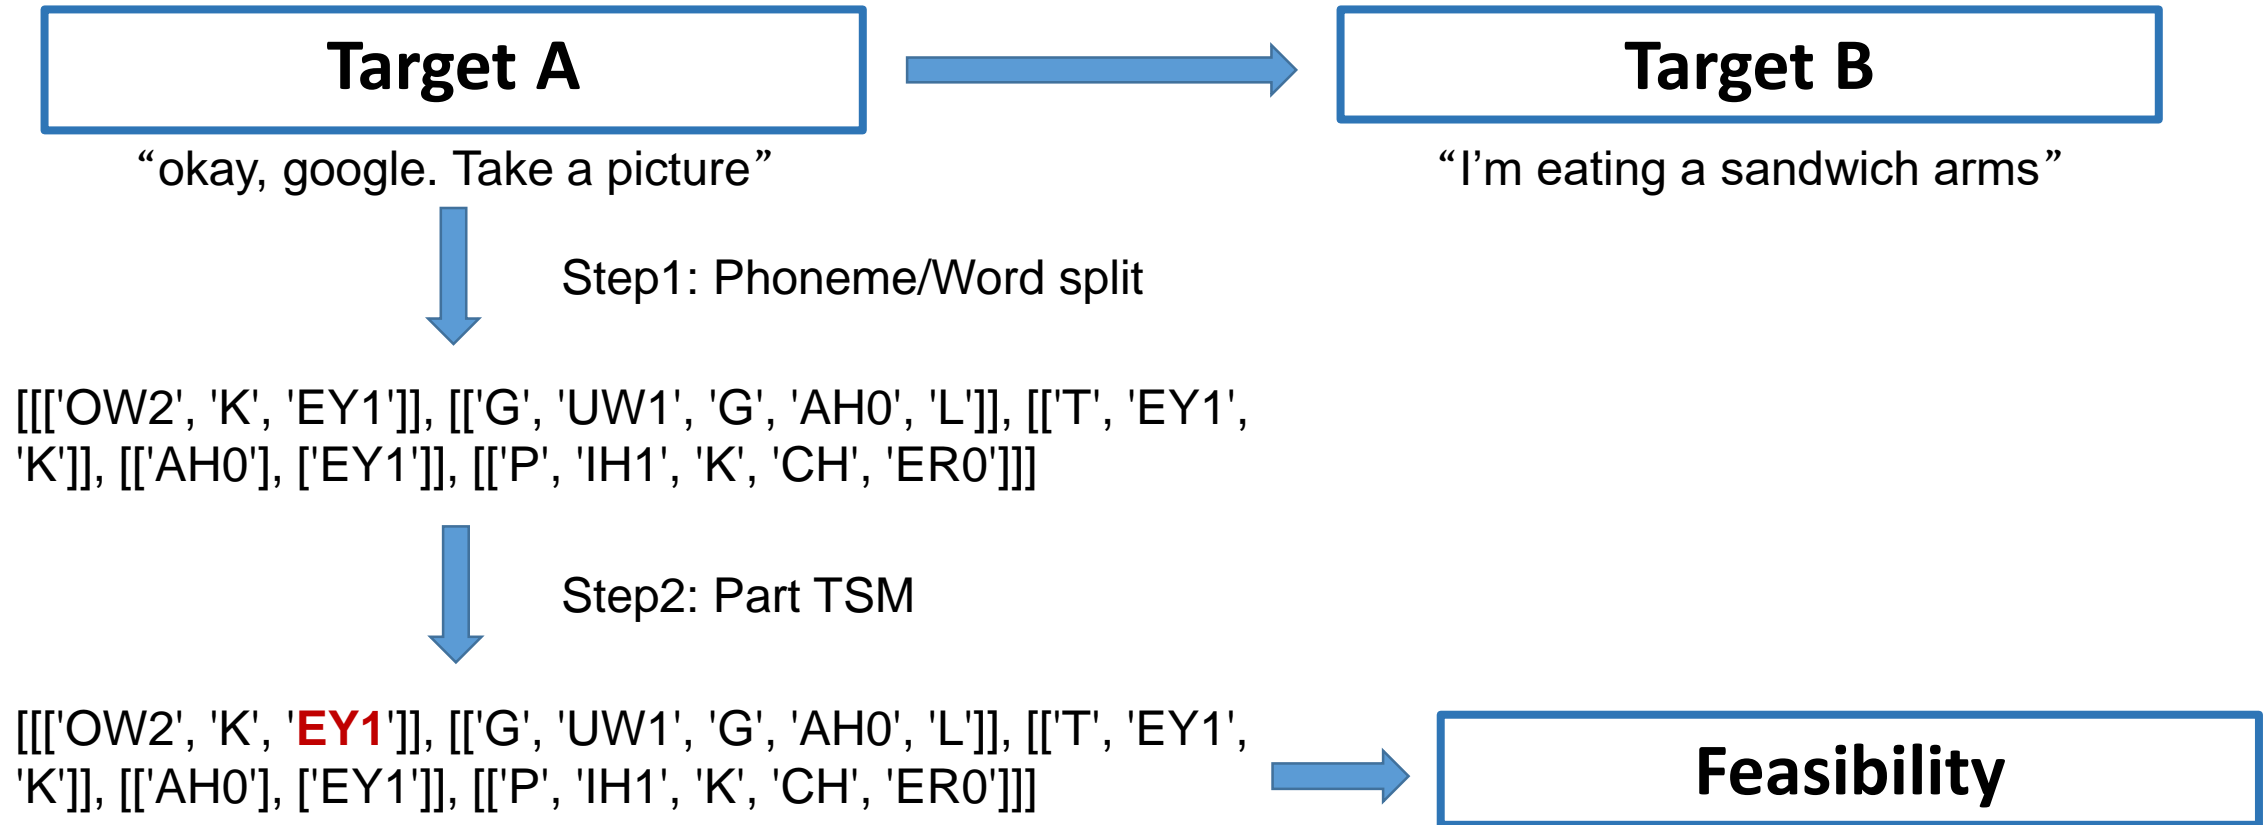 Target A
Target B
“okay, google. Take a picture”
“I’m eating a sandwich arms”
Step1: Phoneme/Word split
[[['OW2', 'K', 'EY1']], [['G', 'UW1', 'G', 'AH0', 'L']], [['T', 'EY1',
'K']], [['AH0'], ['EY1']], [['P', 'IH1', 'K', 'CH', 'ER0']]]
Step2: Part TSM
[[['OW2', 'K', 'EY1']], [['G', 'UW1', 'G', 'AH0', 'L']], [['T', 'EY1',
'K']], [['AH0'], ['EY1']], [['P', 'IH1', 'K', 'CH', 'ER0']]]
Feasibility